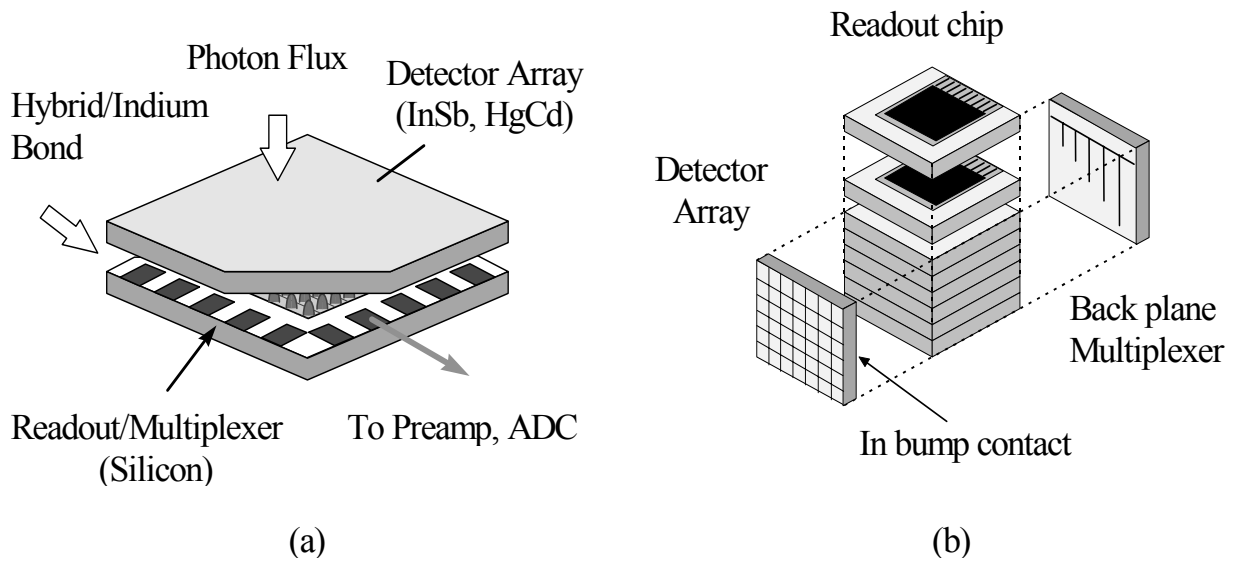 Photon Flux
Detector Array
(InSb, HgCd)
Hybrid/Indium
Bond
Readout/Multiplexer
(Silicon)
To Preamp, ADC
(a)
Readout chip
Detector
Array
Back plane
Multiplexer
In bump contact
(b)